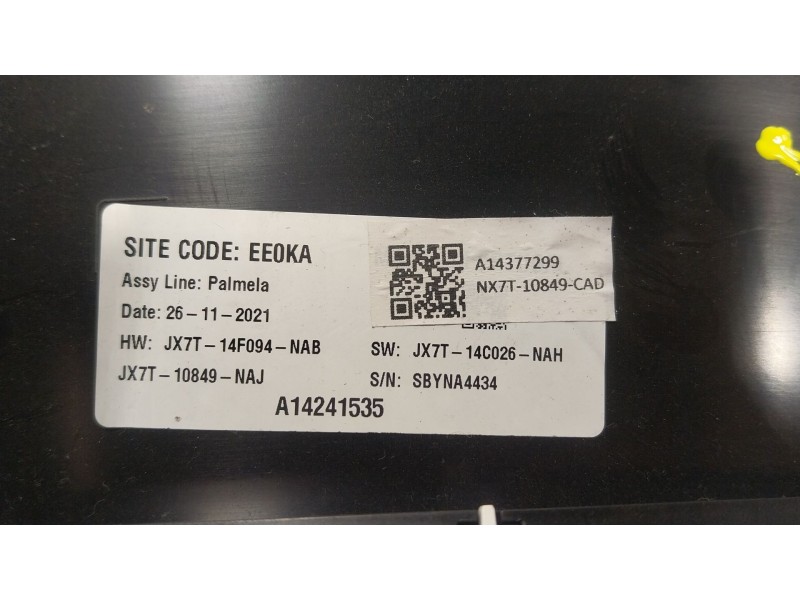 SITE CODE: EE0KA
Assy Line: Palmela
Date: 26-11-2021
HW: JX7T-14F094-NAB
SW: JX7T-14C026-NAH
JX7T-10849-NAJ
S/N: SBYNA4434
A14241535
A14377299
NX7T-10849-CAD